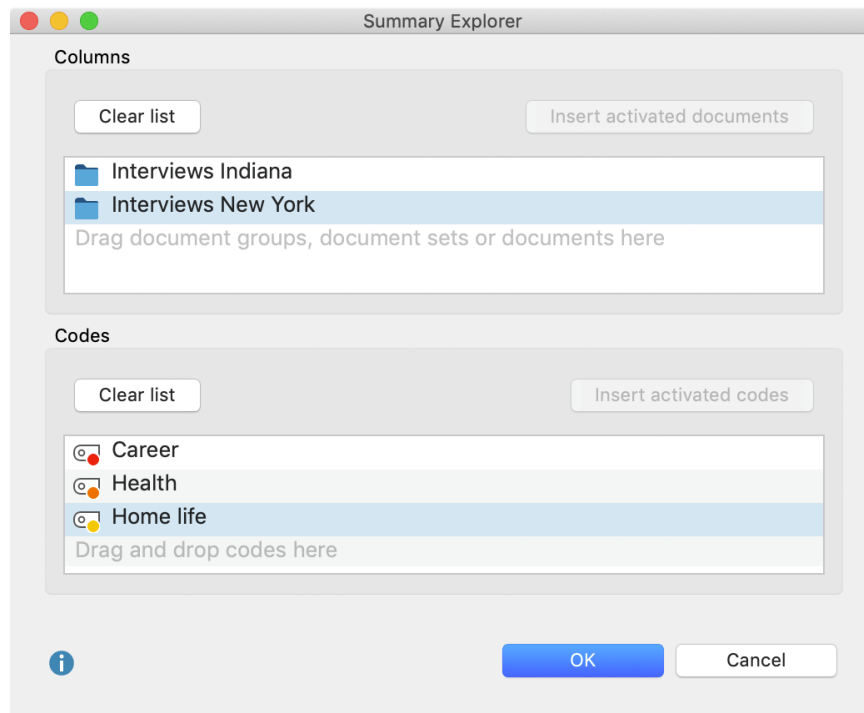 Summary Explorer
Columns
Clear list
Insert activated documents
Interviews Indiana
Interviews New York
Drag document groups, document sets or documents here
Codes
Clear list
Insert activated codes
Career
Health
Home life
Drag and drop codes here
OK
Cancel